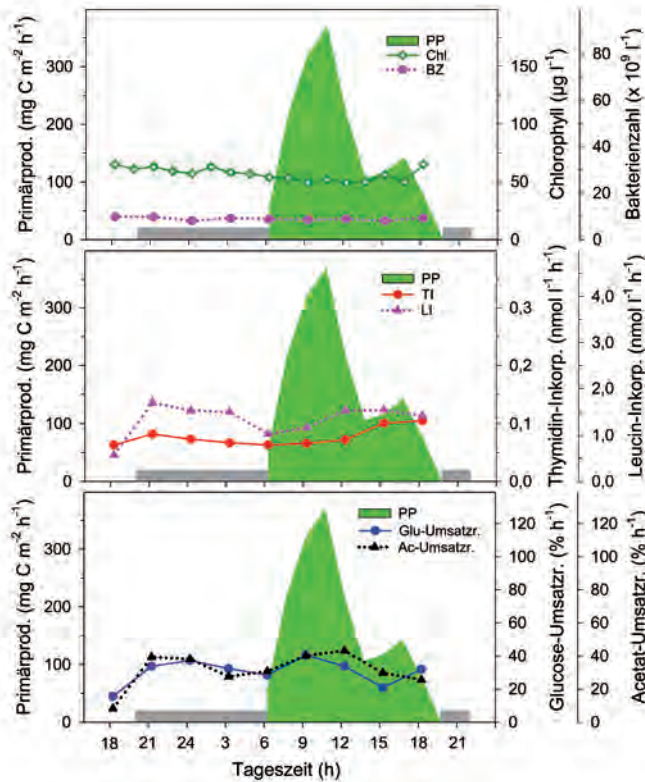 Primärprod. (mg C m⁻² h⁻¹)
300
200
100
0
PP
Chl.
BZ
150
100
50
0
Chlorophyll (µg l⁻¹)
80
60
40
20
0
Bakterienzahl (x 10⁹ l⁻¹)
Primärprod. (mg C m⁻² h⁻¹)
300
200
100
0
PP
TI
LI
0,3
0,2
0,1
0,0
Thymidin-Inkorp. (nmol l⁻¹ h)
4,0
3,0
2,0
1,0
0,0
Leucin-Inkorp. (nmol l⁻¹ h)
Primärprod. (mg C m⁻² h⁻¹)
300
200
100
0
PP
Glu-Umsatzr.
Ac-Umsatzr.
120
100
80
60
40
20
0
Glucose-Umsatzr. (% h⁻¹)
120
100
80
60
40
20
0
Acetat-Umsatzr. (% h⁻¹)
18 21 24 3 6 9 12 15 18 21
Tageszeit (h)